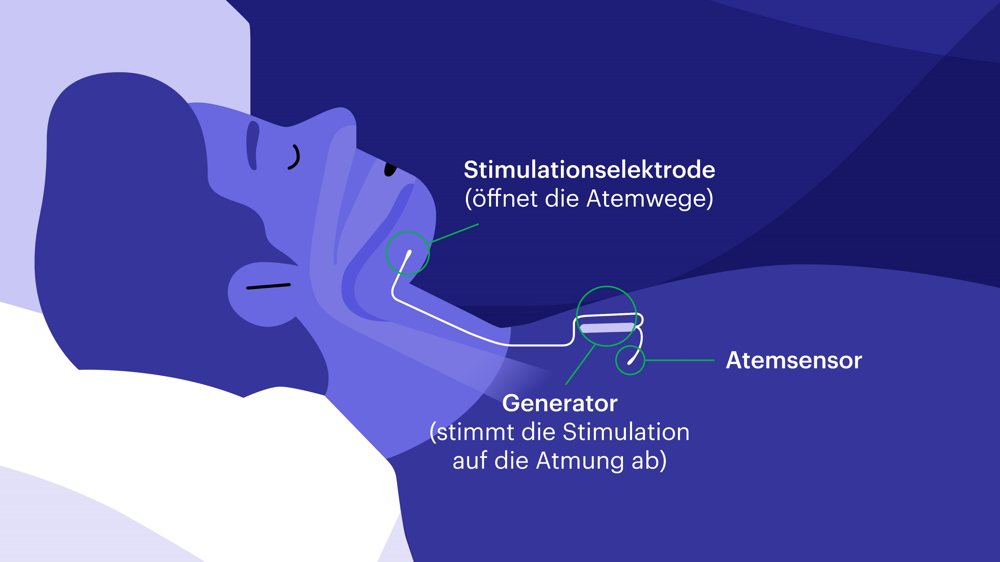 Stimulationselektrode
(öffnet die Atemwege)
Atemsensor
Generator
(stimmt die Stimulation
auf die Atmung ab)